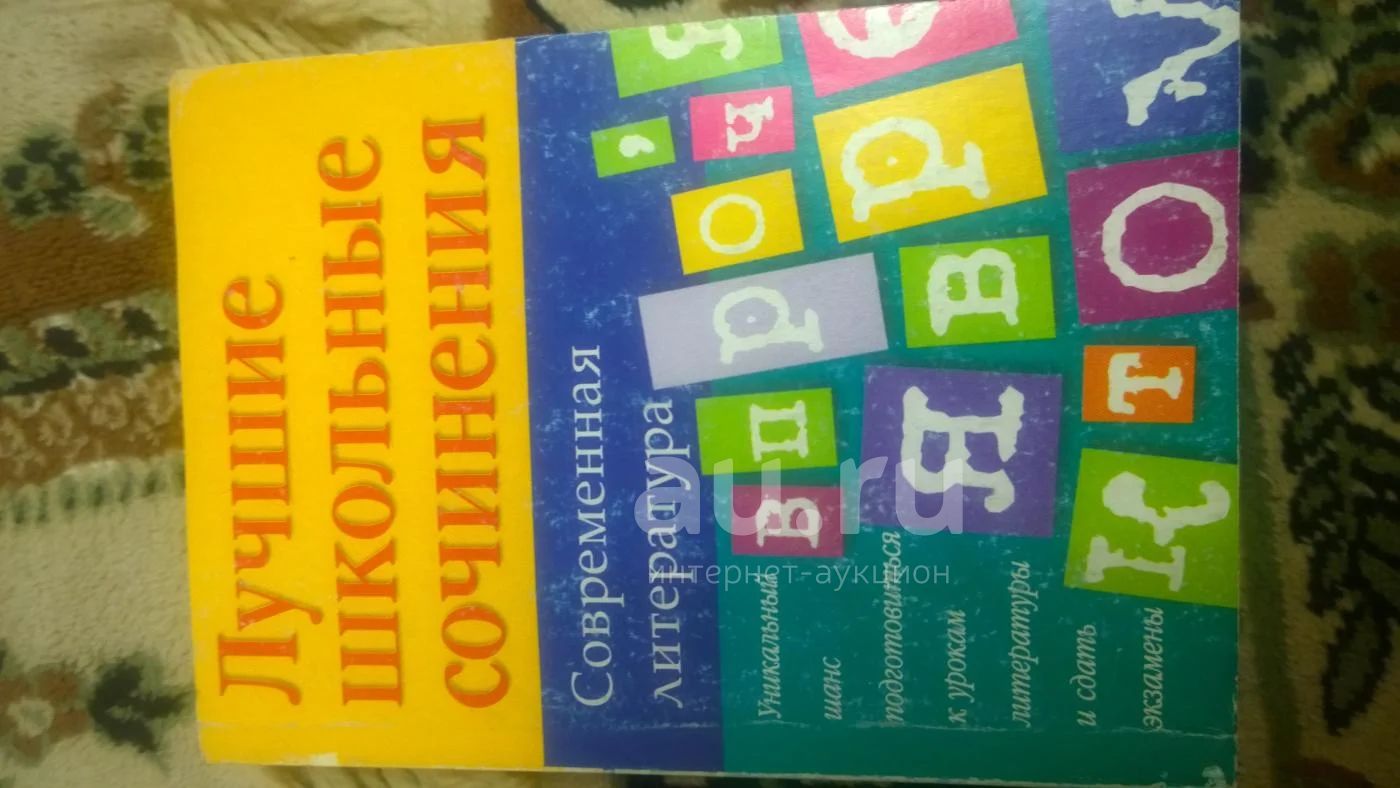 Лучшие
школьные
сочинения
Современная
литература
Уникальный
шанс
подготовиться
к урокам
литературы
и сдать
экзамены
в п р о ч я
,
Я в р е
К т О
au.ru
интернет-аукцион